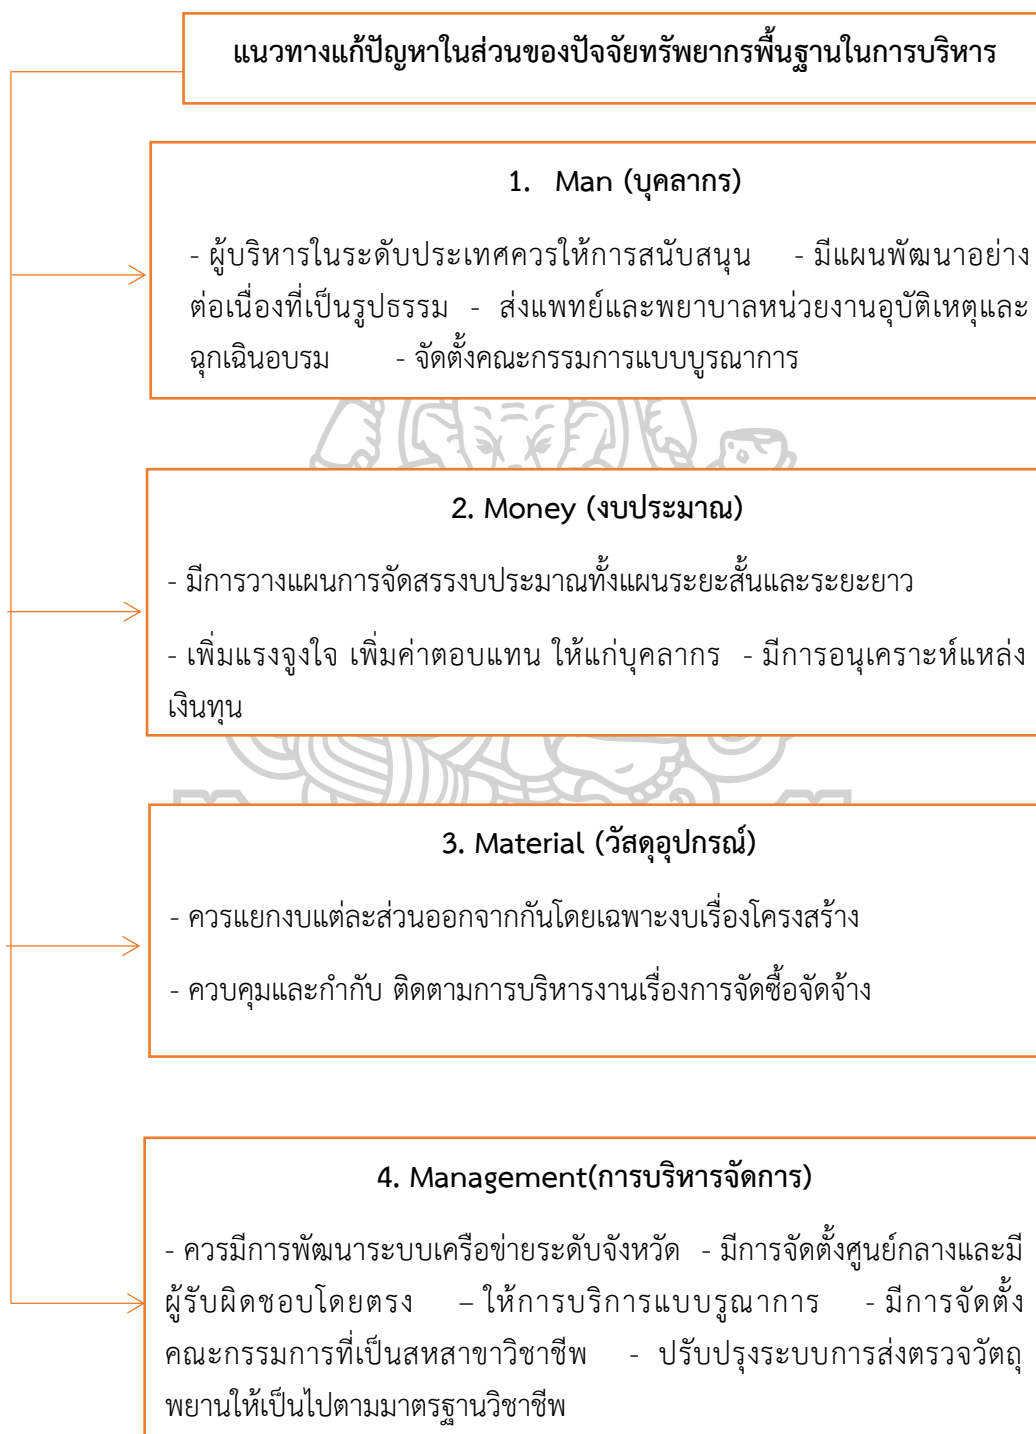 แนวทางแก้ปัญหาในส่วนของปัจจัยทรัพยากรพื้นฐานในการบริหาร
1. Man (บุคลากร)
- ผู้บริหารในระดับประเทศควรให้การสนับสนุน - มีแผนพัฒนาอย่าง
ต่อเนื่องที่เป็นรูปธรรม - ส่งแพทย์และพยาบาลหน่วยงานอุบัติเหตุและ
ฉุกเฉินอบรม - จัดตั้งคณะกรรมการแบบบูรณาการ
2. Money (งบประมาณ)
- มีการวางแผนการจัดสรรงบประมาณทั้งแผนระยะสั้นและระยะยาว
- เพิ่มแรงจูงใจ เพิ่มค่าตอบแทน ให้แก่บุคลากร - มีการอนุเคราะห์แหล่ง
เงินทุน
3. Material (วัสดุอุปกรณ์)
- ควรแยกงบแต่ละส่วนออกจากกันโดยเฉพาะงบเรื่องโครงสร้าง
- ควบคุมและกำกับ ติดตามการบริหารงานเรื่องการจัดซื้อจัดจ้าง
4. Management(การบริหารจัดการ)
- ควรมีการพัฒนาระบบเครือข่ายระดับจังหวัด - มีการจัดตั้งศูนย์กลางและมี
ผู้รับผิดชอบโดยตรง – ให้การบริการแบบรูณาการ - มีการจัดตั้ง
คณะกรรมการที่เป็นสหสาขาวิชาชีพ - ปรับปรุงระบบการส่งตรวจวัตถุ
พยานให้เป็นไปตามมาตรฐานวิชาชีพ